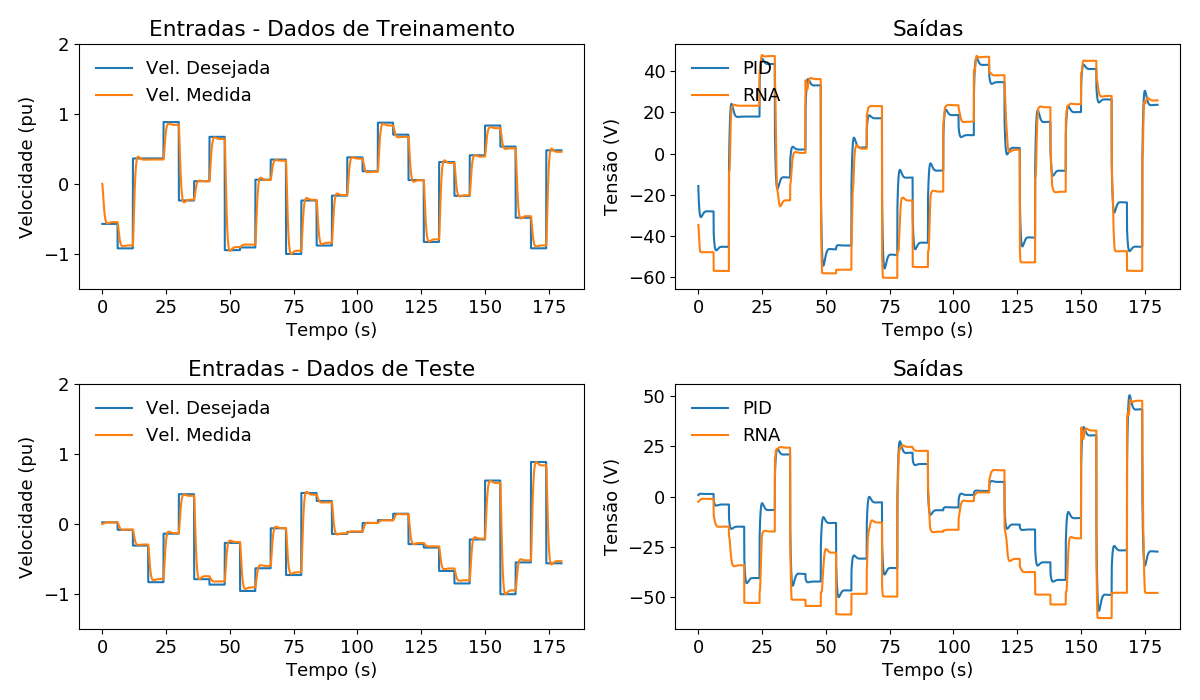 Entradas - Dados de Treinamento
2
1
0
−1
Velocidade (pu)
Vel. Desejada
Vel. Medida
0 25 50 75 100 125 150 175
Tempo (s)
Saídas
40
20
0
−20
−40
−60
Tensão (V)
PID
RNA
0 25 50 75 100 125 150 175
Tempo (s)
Entradas - Dados de Teste
2
1
0
−1
Velocidade (pu)
Vel. Desejada
Vel. Medida
0 25 50 75 100 125 150 175
Tempo (s)
Saídas
50
25
0
−25
−50
Tensão (V)
PID
RNA
0 25 50 75 100 125 150 175
Tempo (s)